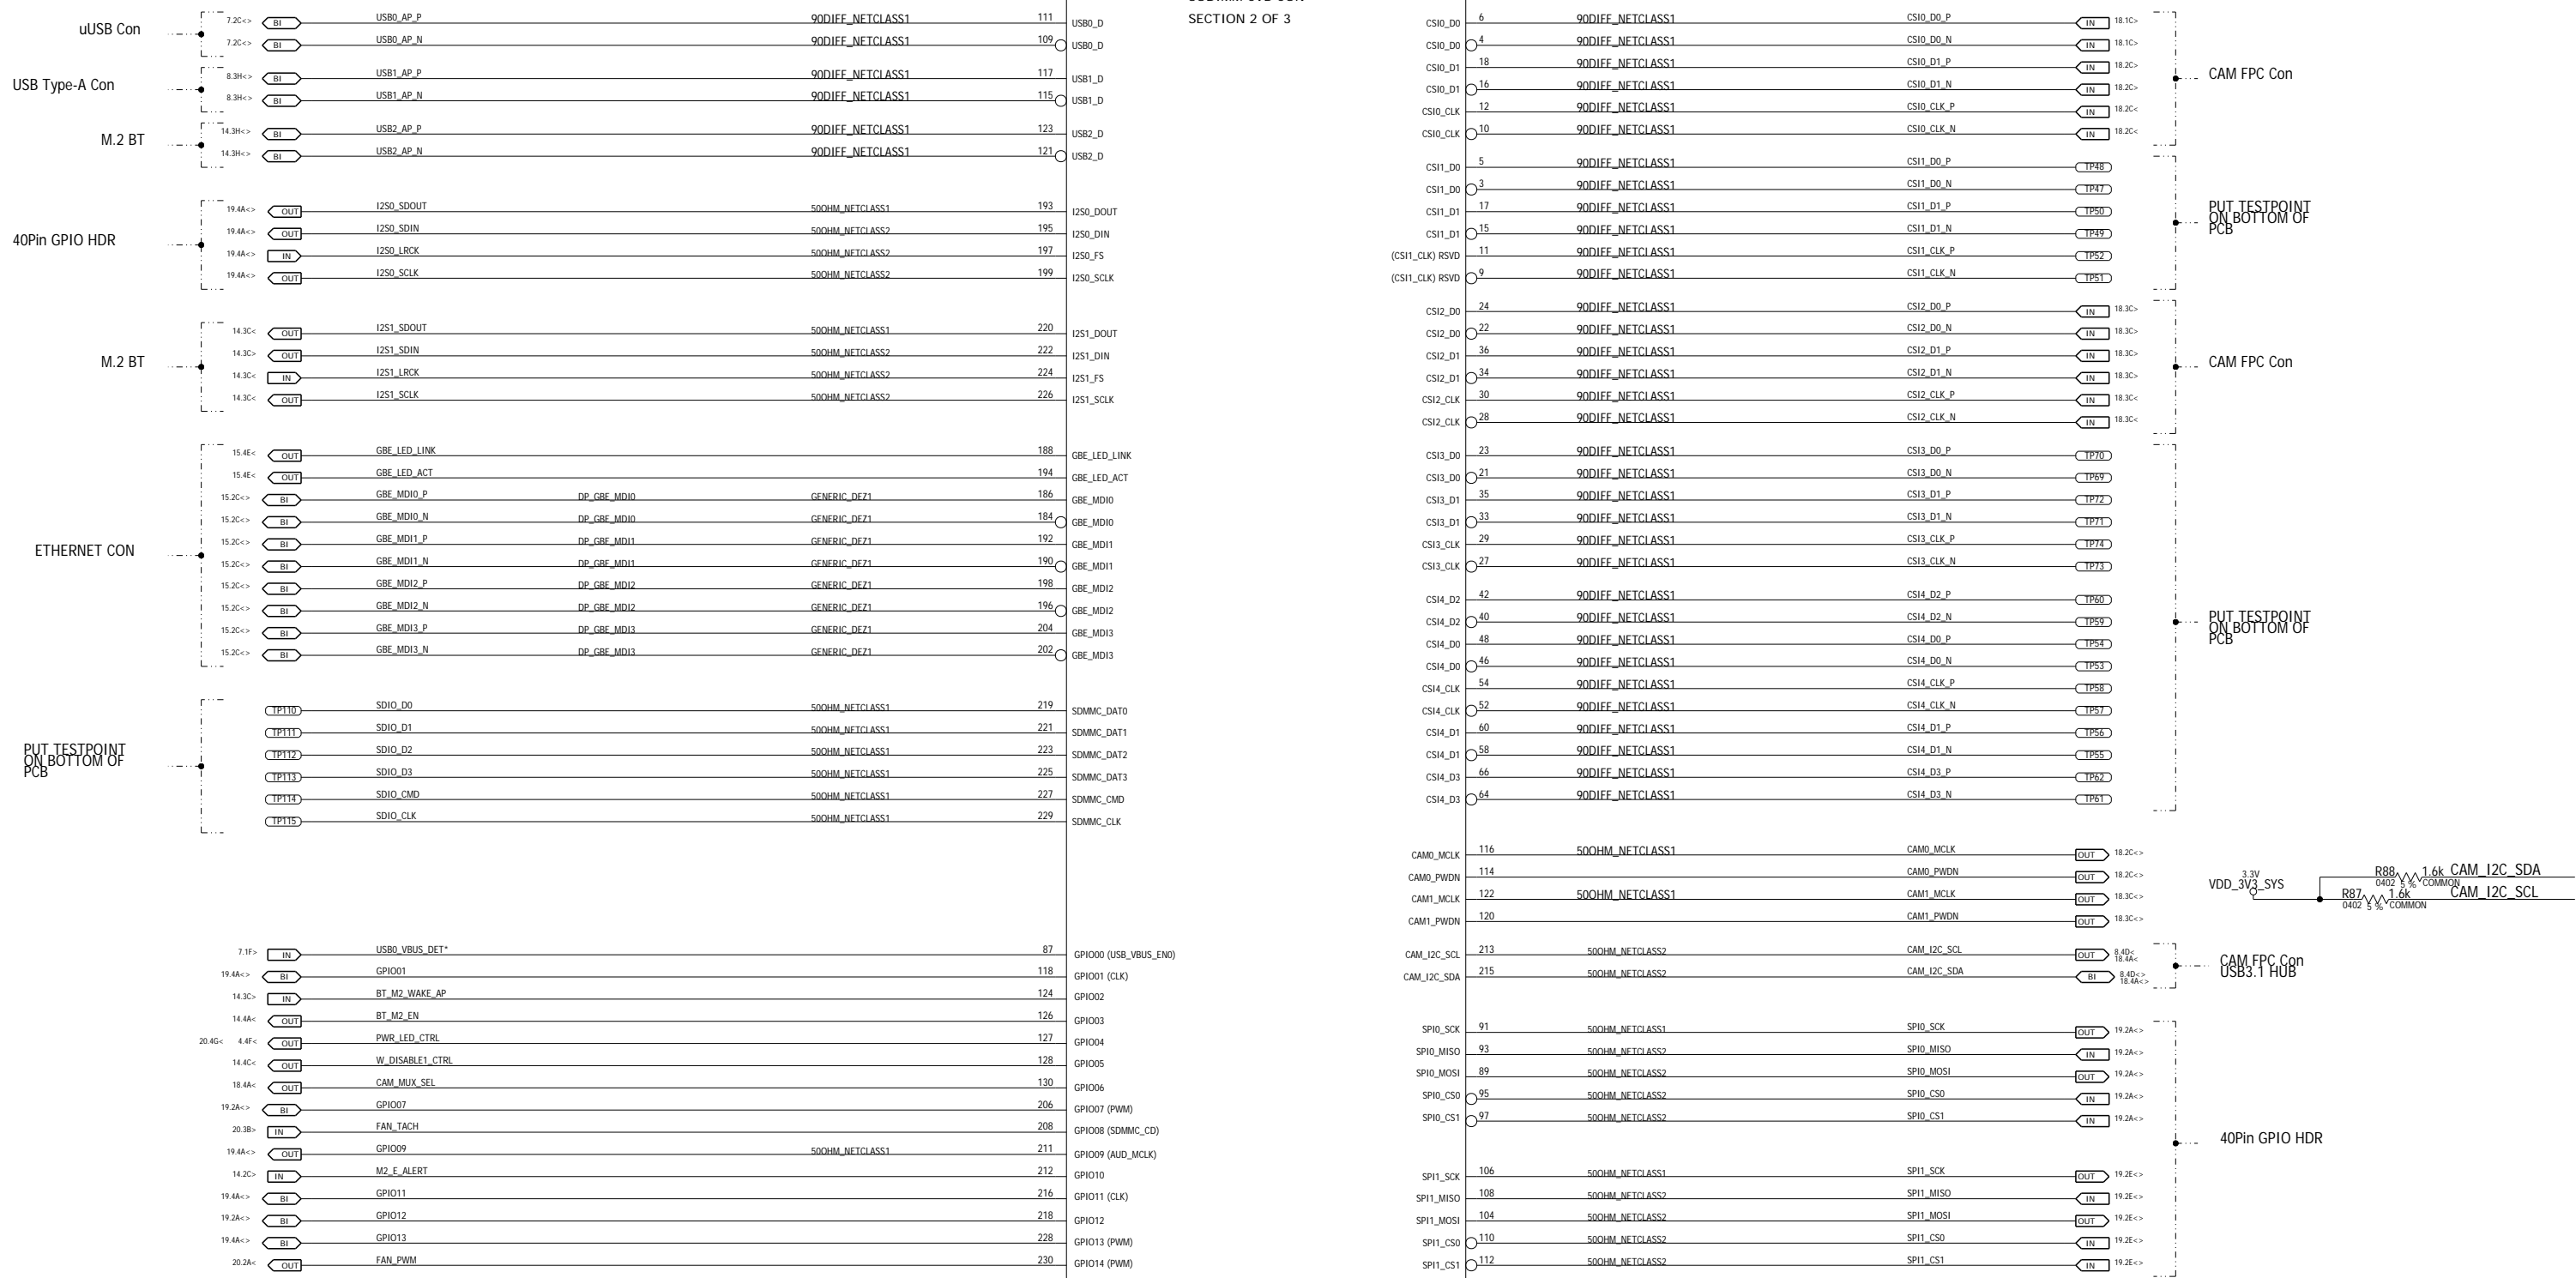 SECTION 2 OF 3
uUSB Con
7.2C<> BI USB0_AP_P 90DIFF_NETCLASS1 111 USB0_D
7.2C<> BI USB0_AP_N 90DIFF_NETCLASS1 109 USB0_D
USB Type-A Con
8.3H<> BI USB1_AP_P 90DIFF_NETCLASS1 117 USB1_D
8.3H<> BI USB1_AP_N 90DIFF_NETCLASS1 115 USB1_D
M.2 BT
14.3H<> BI USB2_AP_P 90DIFF_NETCLASS1 123 USB2_D
14.3H<> BI USB2_AP_N 90DIFF_NETCLASS1 121 USB2_D
40Pin GPIO HDR
19.4A<> OUT I2S0_SDOUT 50OHM_NETCLASS1 193 I2S0_DOUT
19.4A<> OUT I2S0_SDIN 50OHM_NETCLASS2 195 I2S0_DIN
19.4A<> IN I2S0_LRCK 50OHM_NETCLASS2 197 I2S0_FS
19.4A<> OUT I2S0_SCLK 50OHM_NETCLASS2 199 I2S0_SCLK
M.2 BT
14.3C< OUT I2S1_SDOUT 50OHM_NETCLASS1 220 I2S1_DOUT
14.3C> OUT I2S1_SDIN 50OHM_NETCLASS2 222 I2S1_DIN
14.3C< IN I2S1_LRCK 50OHM_NETCLASS2 224 I2S1_FS
14.3C< OUT I2S1_SCLK 50OHM_NETCLASS2 226 I2S1_SCLK
ETHERNET CON
15.4E< OUT GBE_LED_LINK 188 GBE_LED_LINK
15.4E< OUT GBE_LED_ACT 194 GBE_LED_ACT
15.2C<> BI GBE_MDI0_P DP_GBE_MDI0 GENERIC_DEZ1 186 GBE_MDI0
15.2C<> BI GBE_MDI0_N DP_GBE_MDI0 GENERIC_DEZ1 184 GBE_MDI0
15.2C<> BI GBE_MDI1_P DP_GBE_MDI1 GENERIC_DEZ1 192 GBE_MDI1
15.2C<> BI GBE_MDI1_N DP_GBE_MDI1 GENERIC_DEZ1 190 GBE_MDI1
15.2C<> BI GBE_MDI2_P DP_GBE_MDI2 GENERIC_DEZ1 198 GBE_MDI2
15.2C<> BI GBE_MDI2_N DP_GBE_MDI2 GENERIC_DEZ1 196 GBE_MDI2
15.2C<> BI GBE_MDI3_P DP_GBE_MDI3 GENERIC_DEZ1 204 GBE_MDI3
15.2C<> BI GBE_MDI3_N DP_GBE_MDI3 GENERIC_DEZ1 202 GBE_MDI3
PUT TESTPOINT
ON BOTTOM OF
PCB
TP110 SDIO_D0 50OHM_NETCLASS1 219 SDMMC_DAT0
TP111 SDIO_D1 50OHM_NETCLASS1 221 SDMMC_DAT1
TP112 SDIO_D2 50OHM_NETCLASS1 223 SDMMC_DAT2
TP113 SDIO_D3 50OHM_NETCLASS1 225 SDMMC_DAT3
TP114 SDIO_CMD 50OHM_NETCLASS1 227 SDMMC_CMD
TP115 SDIO_CLK 50OHM_NETCLASS1 229 SDMMC_CLK
7.1F> IN USB0_VBUS_DET* 87 GPIO00 (USB_VBUS_EN0)
19.4A<> BI GPIO01 118 GPIO01 (CLK)
14.3C> IN BT_M2_WAKE_AP 124 GPIO02
14.4A< OUT BT_M2_EN 126 GPIO03
20.4G< 4.4F< OUT PWR_LED_CTRL 127 GPIO04
14.4C< OUT W_DISABLE1_CTRL 128 GPIO05
18.4A< OUT CAM_MUX_SEL 130 GPIO06
19.2A<> BI GPIO07 206 GPIO07 (PWM)
20.3B> IN FAN_TACH 208 GPIO08 (SDMMC_CD)
19.4A<> OUT GPIO09 50OHM_NETCLASS1 211 GPIO09 (AUD_MCLK)
14.2C> IN M2_E_ALERT 212 GPIO10
19.4A<> BI GPIO11 216 GPIO11 (CLK)
19.2A<> BI GPIO12 218 GPIO12
19.4A<> BI GPIO13 228 GPIO13 (PWM)
20.2A< OUT FAN_PWM 230 GPIO14 (PWM)
CSI0_D0 6 90DIFF_NETCLASS1 CSI0_D0_P IN 18.1C>
CSI0_D0 4 90DIFF_NETCLASS1 CSI0_D0_N IN 18.1C>
CSI0_D1 18 90DIFF_NETCLASS1 CSI0_D1_P IN 18.2C>
CSI0_D1 16 90DIFF_NETCLASS1 CSI0_D1_N IN 18.2C>
CSI0_CLK 12 90DIFF_NETCLASS1 CSI0_CLK_P IN 18.2C<
CSI0_CLK 10 90DIFF_NETCLASS1 CSI0_CLK_N IN 18.2C<
CAM FPC Con
CSI1_D0 5 90DIFF_NETCLASS1 CSI1_D0_P TP48
CSI1_D0 3 90DIFF_NETCLASS1 CSI1_D0_N TP47
CSI1_D1 17 90DIFF_NETCLASS1 CSI1_D1_P TP50
CSI1_D1 15 90DIFF_NETCLASS1 CSI1_D1_N TP49
(CSI1_CLK) RSVD 11 90DIFF_NETCLASS1 CSI1_CLK_P TP52
(CSI1_CLK) RSVD 9 90DIFF_NETCLASS1 CSI1_CLK_N TP51
PUT TESTPOINT
ON BOTTOM OF
PCB
CSI2_D0 24 90DIFF_NETCLASS1 CSI2_D0_P IN 18.3C>
CSI2_D0 22 90DIFF_NETCLASS1 CSI2_D0_N IN 18.3C>
CSI2_D1 36 90DIFF_NETCLASS1 CSI2_D1_P IN 18.3C>
CSI2_D1 34 90DIFF_NETCLASS1 CSI2_D1_N IN 18.3C>
CSI2_CLK 30 90DIFF_NETCLASS1 CSI2_CLK_P IN 18.3C<
CSI2_CLK 28 90DIFF_NETCLASS1 CSI2_CLK_N IN 18.3C<
CAM FPC Con
CSI3_D0 23 90DIFF_NETCLASS1 CSI3_D0_P TP70
CSI3_D0 21 90DIFF_NETCLASS1 CSI3_D0_N TP69
CSI3_D1 35 90DIFF_NETCLASS1 CSI3_D1_P TP72
CSI3_D1 33 90DIFF_NETCLASS1 CSI3_D1_N TP71
CSI3_CLK 29 90DIFF_NETCLASS1 CSI3_CLK_P TP74
CSI3_CLK 27 90DIFF_NETCLASS1 CSI3_CLK_N TP73
CSI4_D2 42 90DIFF_NETCLASS1 CSI4_D2_P TP60
CSI4_D2 40 90DIFF_NETCLASS1 CSI4_D2_N TP59
CSI4_D0 48 90DIFF_NETCLASS1 CSI4_D0_P TP54
CSI4_D0 46 90DIFF_NETCLASS1 CSI4_D0_N TP53
CSI4_CLK 54 90DIFF_NETCLASS1 CSI4_CLK_P TP58
CSI4_CLK 52 90DIFF_NETCLASS1 CSI4_CLK_N TP57
CSI4_D1 60 90DIFF_NETCLASS1 CSI4_D1_P TP56
CSI4_D1 58 90DIFF_NETCLASS1 CSI4_D1_N TP55
CSI4_D3 66 90DIFF_NETCLASS1 CSI4_D3_P TP62
CSI4_D3 64 90DIFF_NETCLASS1 CSI4_D3_N TP61
PUT TESTPOINT
ON BOTTOM OF
PCB
CAM0_MCLK 116 50OHM_NETCLASS1 CAM0_MCLK OUT 18.2C<>
CAM0_PWDN 114 CAM0_PWDN OUT 18.2C<>
CAM1_MCLK 122 50OHM_NETCLASS1 CAM1_MCLK OUT 18.3C<>
CAM1_PWDN 120 CAM1_PWDN OUT 18.3C<>
3.3V
VDD_3V3_SYS
R88 1.6k CAM_I2C_SDA
0402 5 % COMMON
R87 1.6k CAM_I2C_SCL
0402 5 % COMMON
CAM_I2C_SCL 213 50OHM_NETCLASS2 CAM_I2C_SCL OUT 8.4D<
18.4A<
CAM_I2C_SDA 215 50OHM_NETCLASS2 CAM_I2C_SDA BI 8.4D<>
18.4A<>
CAM FPC Con
USB3.1 HUB
SPI0_SCK 91 50OHM_NETCLASS1 SPI0_SCK OUT 19.2A<>
SPI0_MISO 93 50OHM_NETCLASS2 SPI0_MISO IN 19.2A<>
SPI0_MOSI 89 50OHM_NETCLASS2 SPI0_MOSI OUT 19.2A<>
SPI0_CS0 95 50OHM_NETCLASS2 SPI0_CS0 IN 19.2A<>
SPI0_CS1 97 50OHM_NETCLASS2 SPI0_CS1 IN 19.2A<>
40Pin GPIO HDR
SPI1_SCK 106 50OHM_NETCLASS1 SPI1_SCK OUT 19.2E<>
SPI1_MISO 108 50OHM_NETCLASS2 SPI1_MISO IN 19.2E<>
SPI1_MOSI 104 50OHM_NETCLASS2 SPI1_MOSI OUT 19.2E<>
SPI1_CS0 110 50OHM_NETCLASS2 SPI1_CS0 IN 19.2E<>
SPI1_CS1 112 50OHM_NETCLASS2 SPI1_CS1 IN 19.2E<>